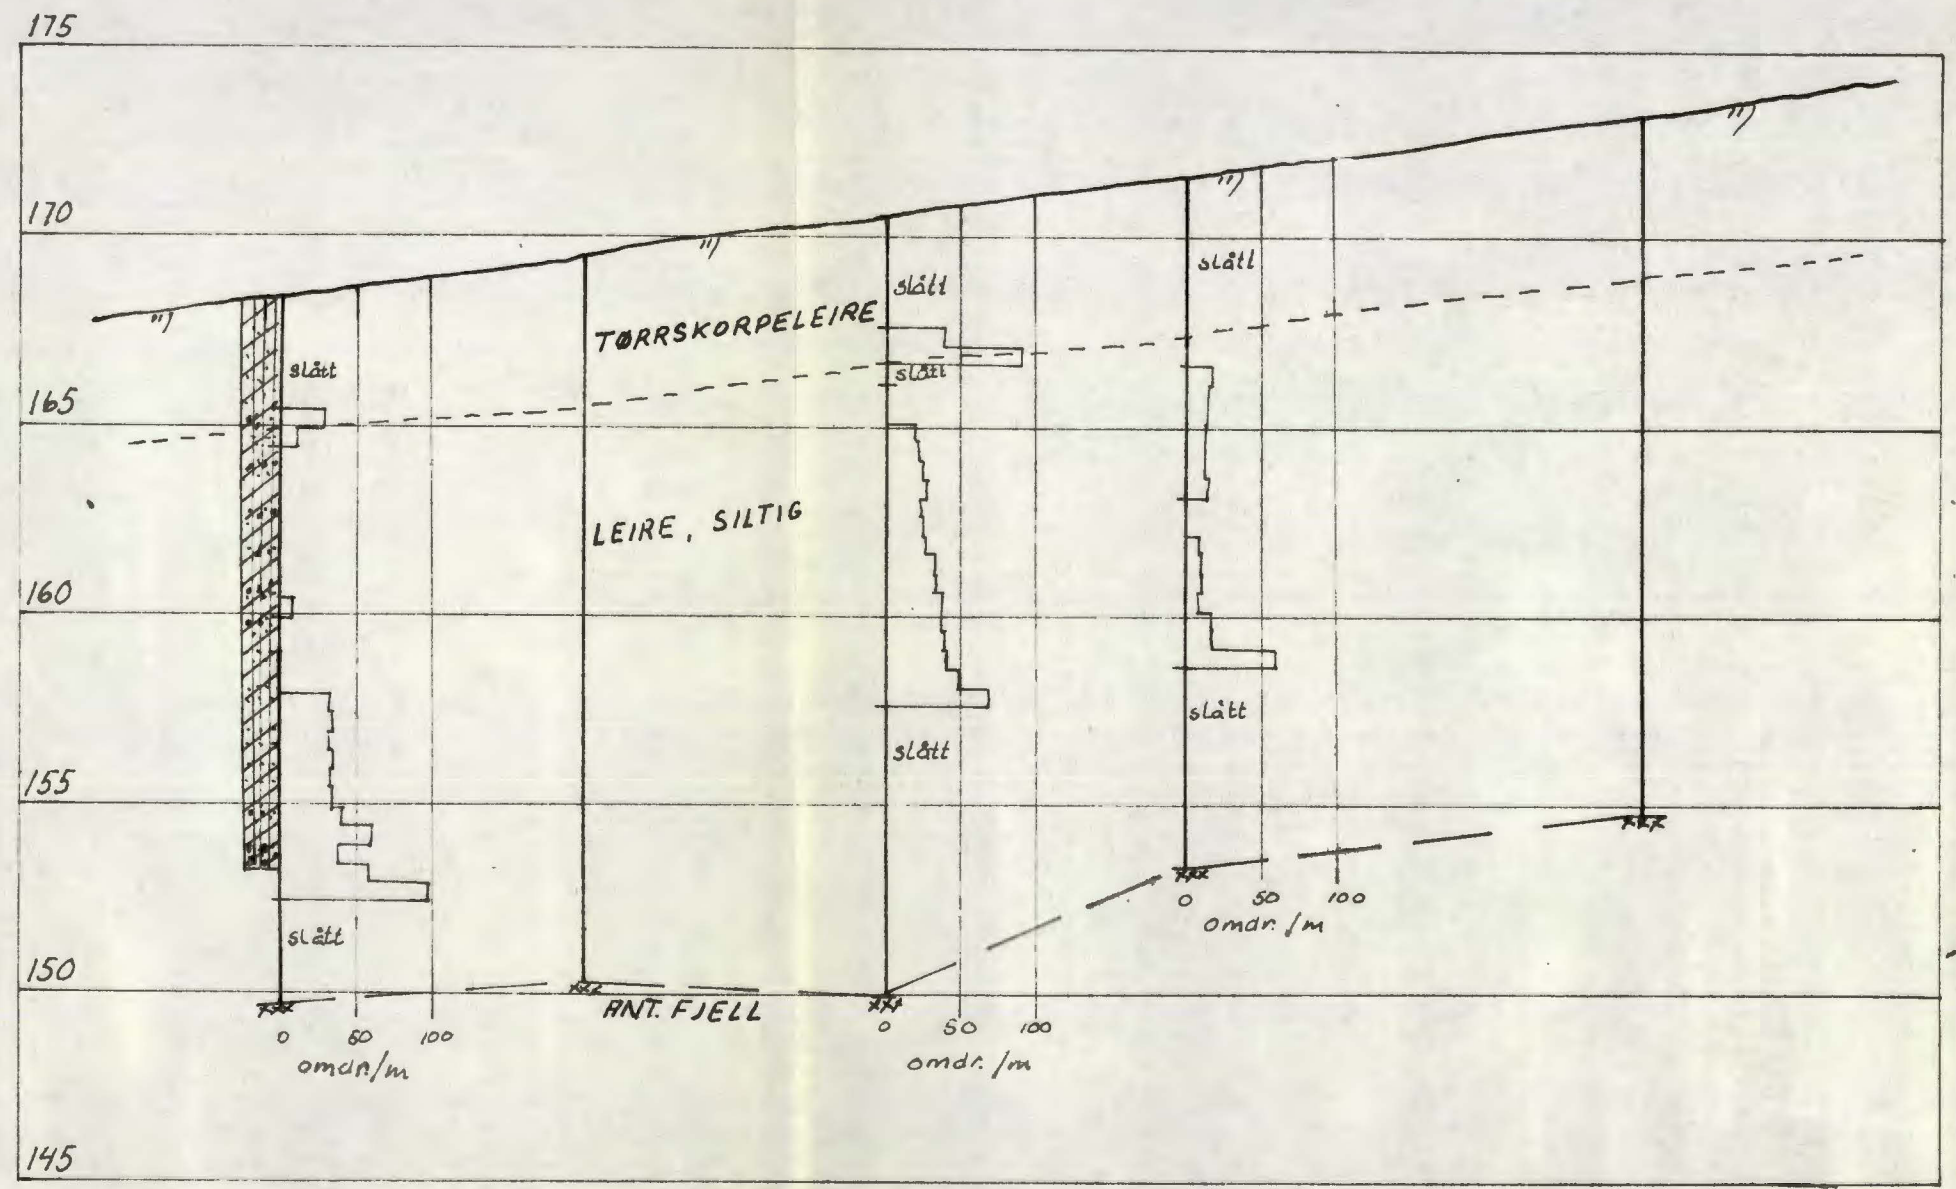 175
170
slått
slått
TØRRSKORPELEIRE
slått
slått
165
LEIRE, SILTIG
160
slått
slått
155
slått
150
ANT. FJELL
0 50 100
omdr./m
0 50 100
omdr./m
0 50 100
omdr./m
145